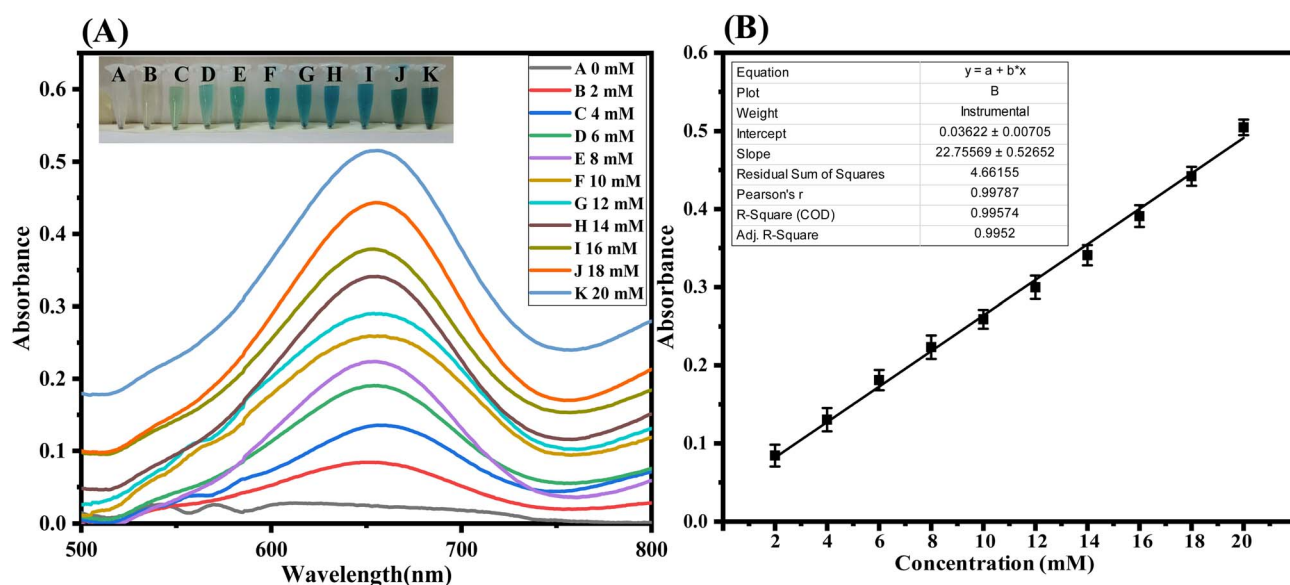 (A)
A B C D E F G H I J K
A 0 mM
B 2 mM
C 4 mM
D 6 mM
E 8 mM
F 10 mM
G 12 mM
H 14 mM
I 16 mM
J 18 mM
K 20 mM
0.6
0.5
0.4
0.3
0.2
0.1
0.0
Absorbance
500 600 700 800
Wavelength(nm)
(B)
Equation y = a + b*x
Plot B
Weight Instrumental
Intercept 0.03622 ± 0.00705
Slope 22.75569 ± 0.52652
Residual Sum of Squares 4.66155
Pearson's r 0.99787
R-Square (COD) 0.99574
Adj. R-Square 0.9952
0.6
0.5
0.4
0.3
0.2
0.1
0.0
Absorbance
2 4 6 8 10 12 14 16 18 20
Concentration (mM)